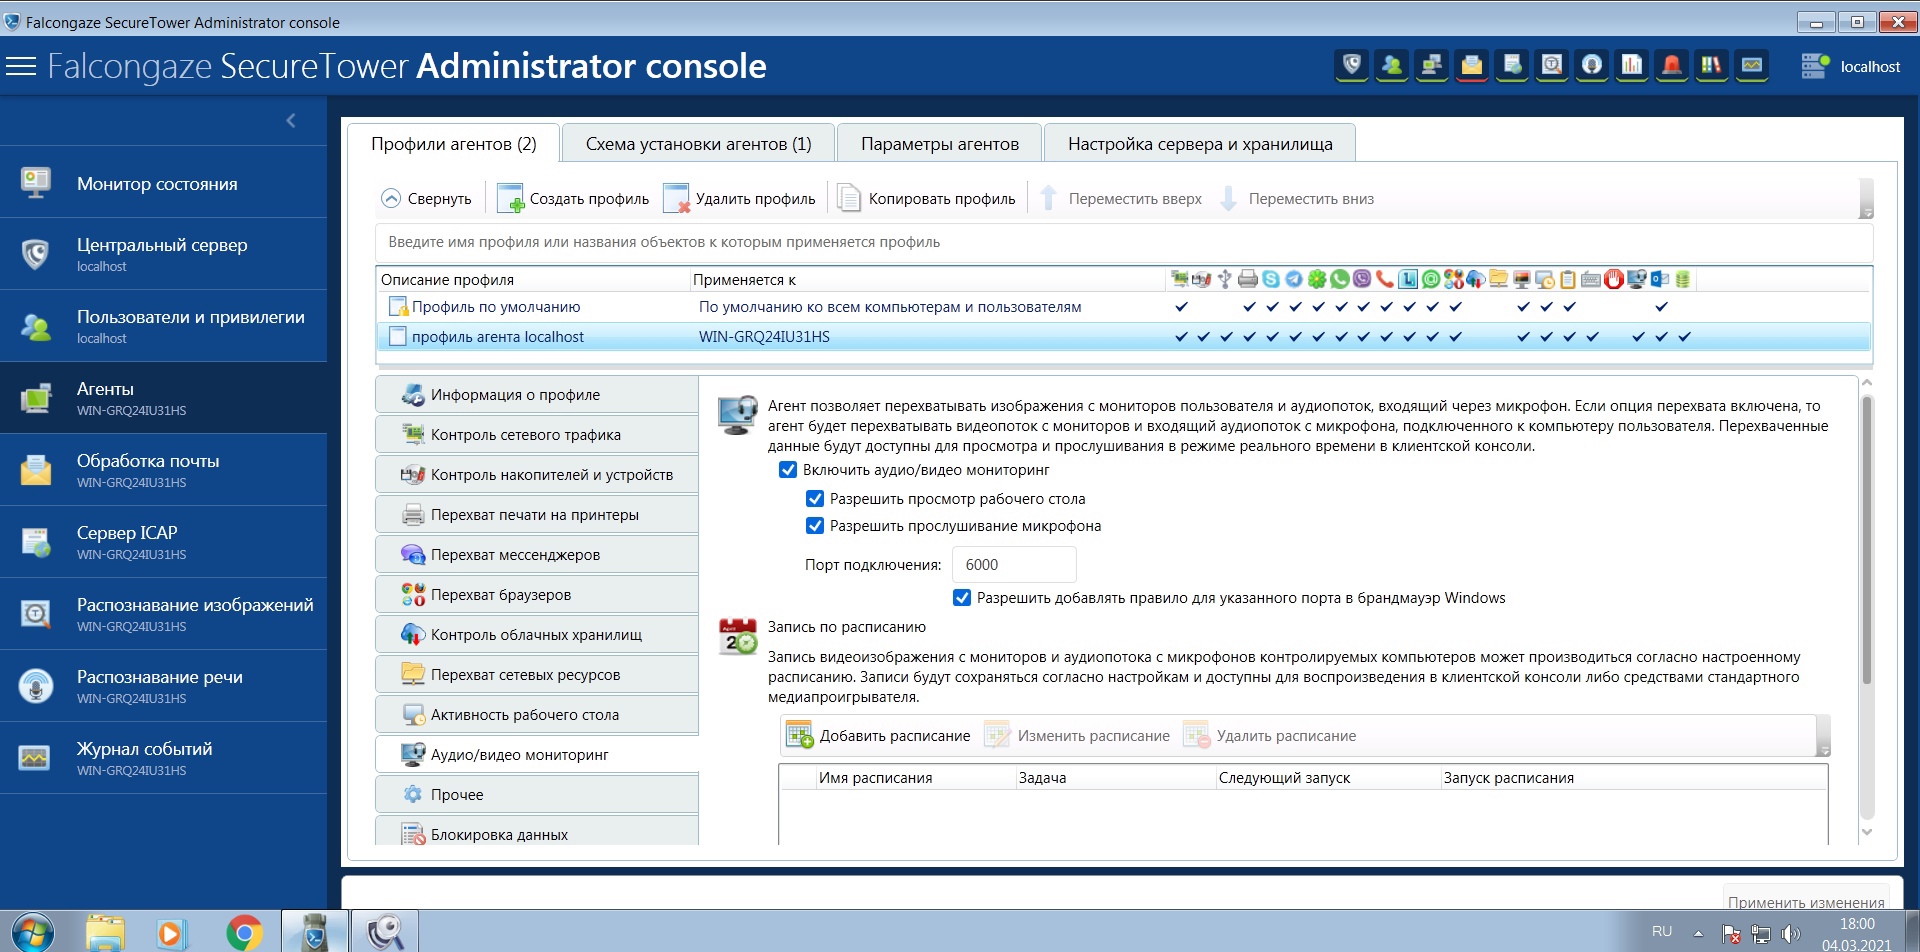 Falcongaze SecureTower Administrator console
Falcongaze SecureTower Administrator console
localhost
Монитор состояния
Центральный сервер
localhost
Пользователи и привилегии
localhost
Агенты
WIN-GRQ24IU31HS
Обработка почты
WIN-GRQ24IU31HS
Сервер ICAP
WIN-GRQ24IU31HS
Распознавание изображений
WIN-GRQ24IU31HS
Распознавание речи
WIN-GRQ24IU31HS
Журнал событий
WIN-GRQ24IU31HS
Профили агентов (2) Схема установки агентов (1) Параметры агентов Настройка сервера и хранилища
Свернуть Создать профиль Удалить профиль Копировать профиль Переместить вверх Переместить вниз
Введите имя профиля или названия объектов к которым применяется профиль
Описание профиля Применяется к
Профиль по умолчанию По умолчанию ко всем компьютерам и пользователям
профиль агента localhost WIN-GRQ24IU31HS
Информация о профиле
Контроль сетевого трафика
Контроль накопителей и устройств
Перехват печати на принтеры
Перехват мессенджеров
Перехват браузеров
Контроль облачных хранилищ
Перехват сетевых ресурсов
Активность рабочего стола
Аудио/видео мониторинг
Прочее
Блокировка данных
Агент позволяет перехватывать изображения с мониторов пользователя и аудиопоток, входящий через микрофон. Если опция перехвата включена, то
агент будет перехватывать видеопоток с мониторов и входящий аудиопоток с микрофона, подключенного к компьютеру пользователя. Перехваченные
данные будут доступны для просмотра и прослушивания в режиме реального времени в клиентской консоли.
Включить аудио/видео мониторинг
Разрешить просмотр рабочего стола
Разрешить прослушивание микрофона
Порт подключения: 6000
Разрешить добавлять правило для указанного порта в брандмауэр Windows
Запись по расписанию
Запись видеоизображения с мониторов и аудиопотока с микрофонов контролируемых компьютеров может производиться согласно настроенному
расписанию. Записи будут сохраняться согласно настройкам и доступны для воспроизведения в клиентской консоли либо средствами стандартного
медиапроигрывателя.
Добавить расписание Изменить расписание Удалить расписание
Имя расписания Задача Следующий запуск Запуск расписания
Применить изменения
RU
18:00
04.03.2021